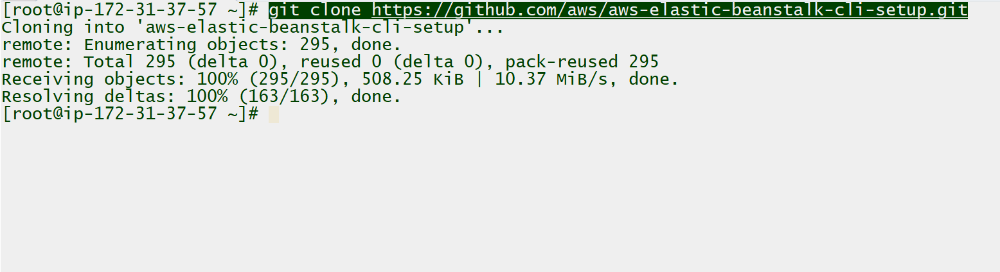 [root@ip-172-31-37-57 ~]# git clone https://github.com/aws/aws-elastic-beanstalk-cli-setup.git
Cloning into 'aws-elastic-beanstalk-cli-setup'...
remote: Enumerating objects: 295, done.
remote: Total 295 (delta 0), reused 0 (delta 0), pack-reused 295
Receiving objects: 100% (295/295), 508.25 KiB | 10.37 MiB/s, done.
Resolving deltas: 100% (163/163), done.
[root@ip-172-31-37-57 ~]#